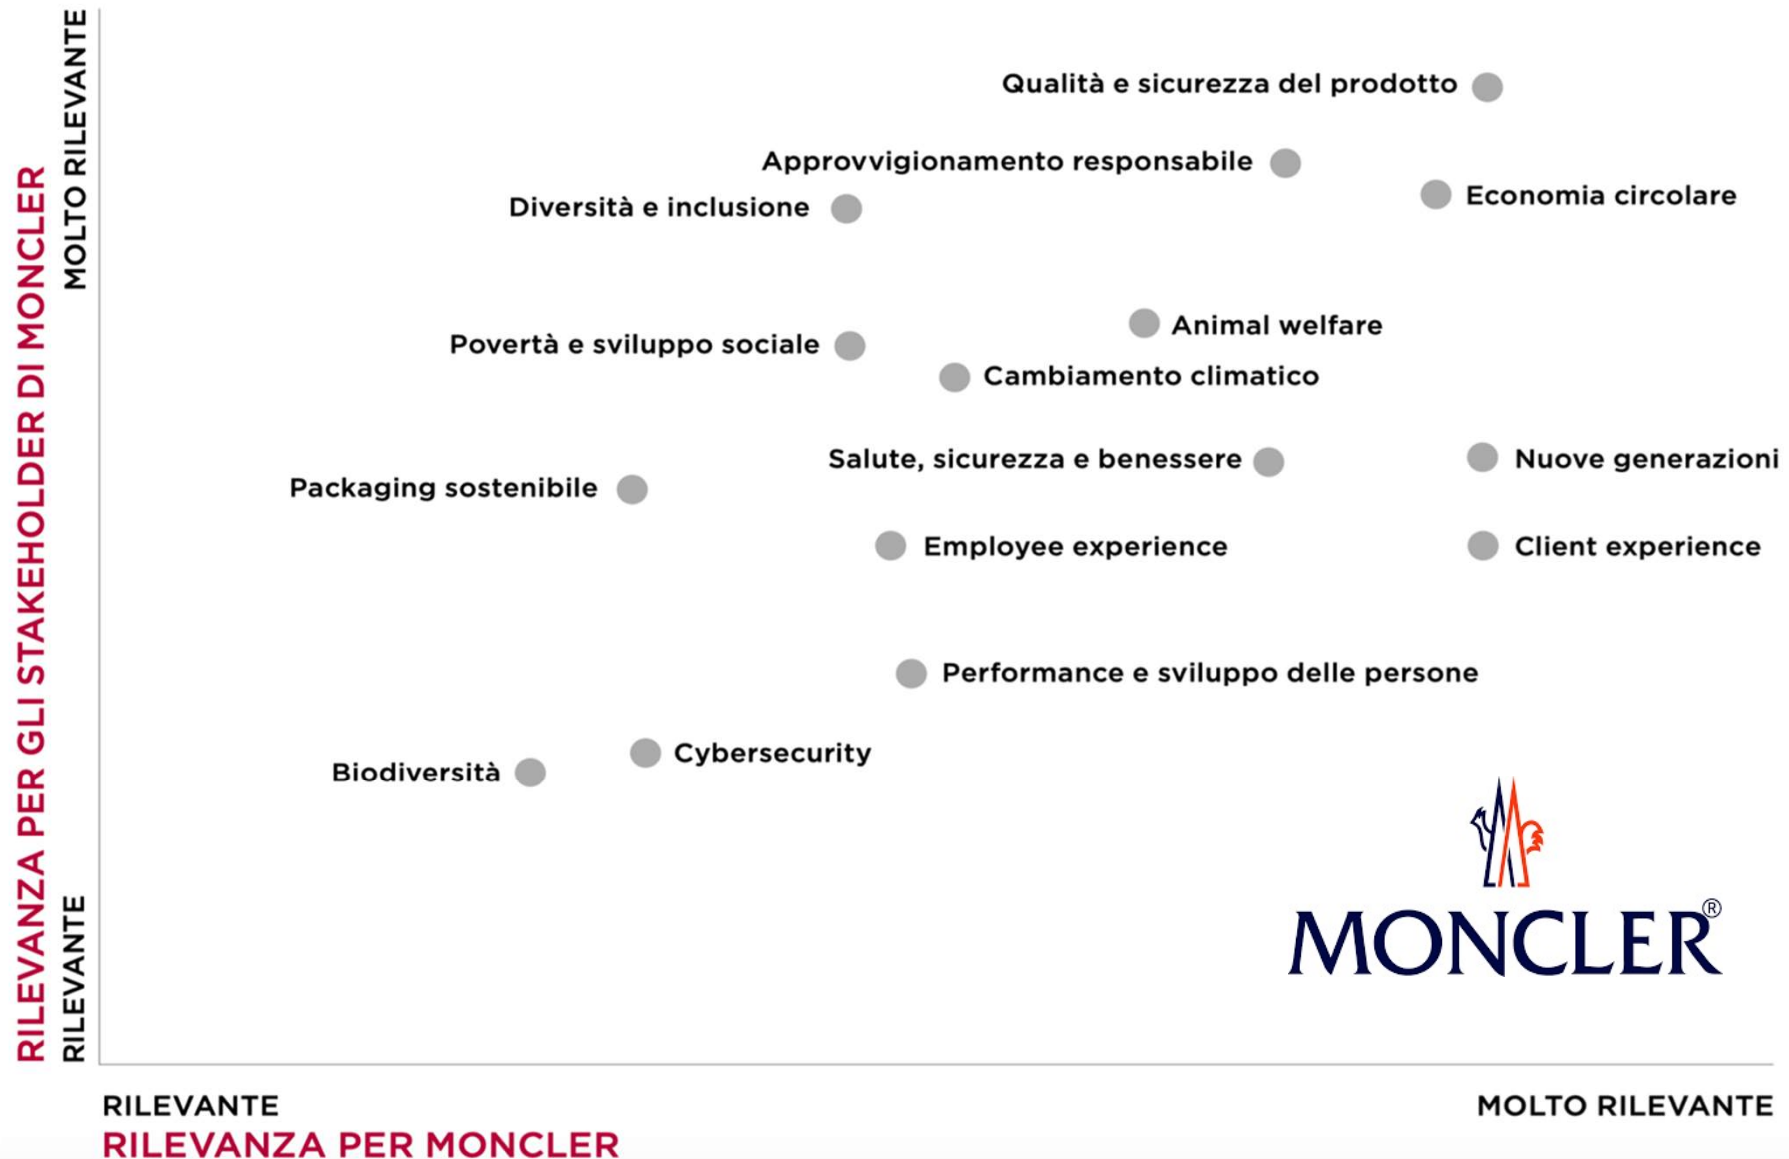 RILEVANZA PER GLI STAKEHOLDER DI MONCLER
MOLTO RILEVANTE
RILEVANTE
Qualità e sicurezza del prodotto
Approvvigionamento responsabile
Economia circolare
Diversità e inclusione
Animal welfare
Povertà e sviluppo sociale
Cambiamento climatico
Salute, sicurezza e benessere
Nuove generazioni
Packaging sostenibile
Employee experience
Client experience
Performance e sviluppo delle persone
Cybersecurity
Biodiversità
MONCLER®
RILEVANTE
MOLTO RILEVANTE
RILEVANZA PER MONCLER